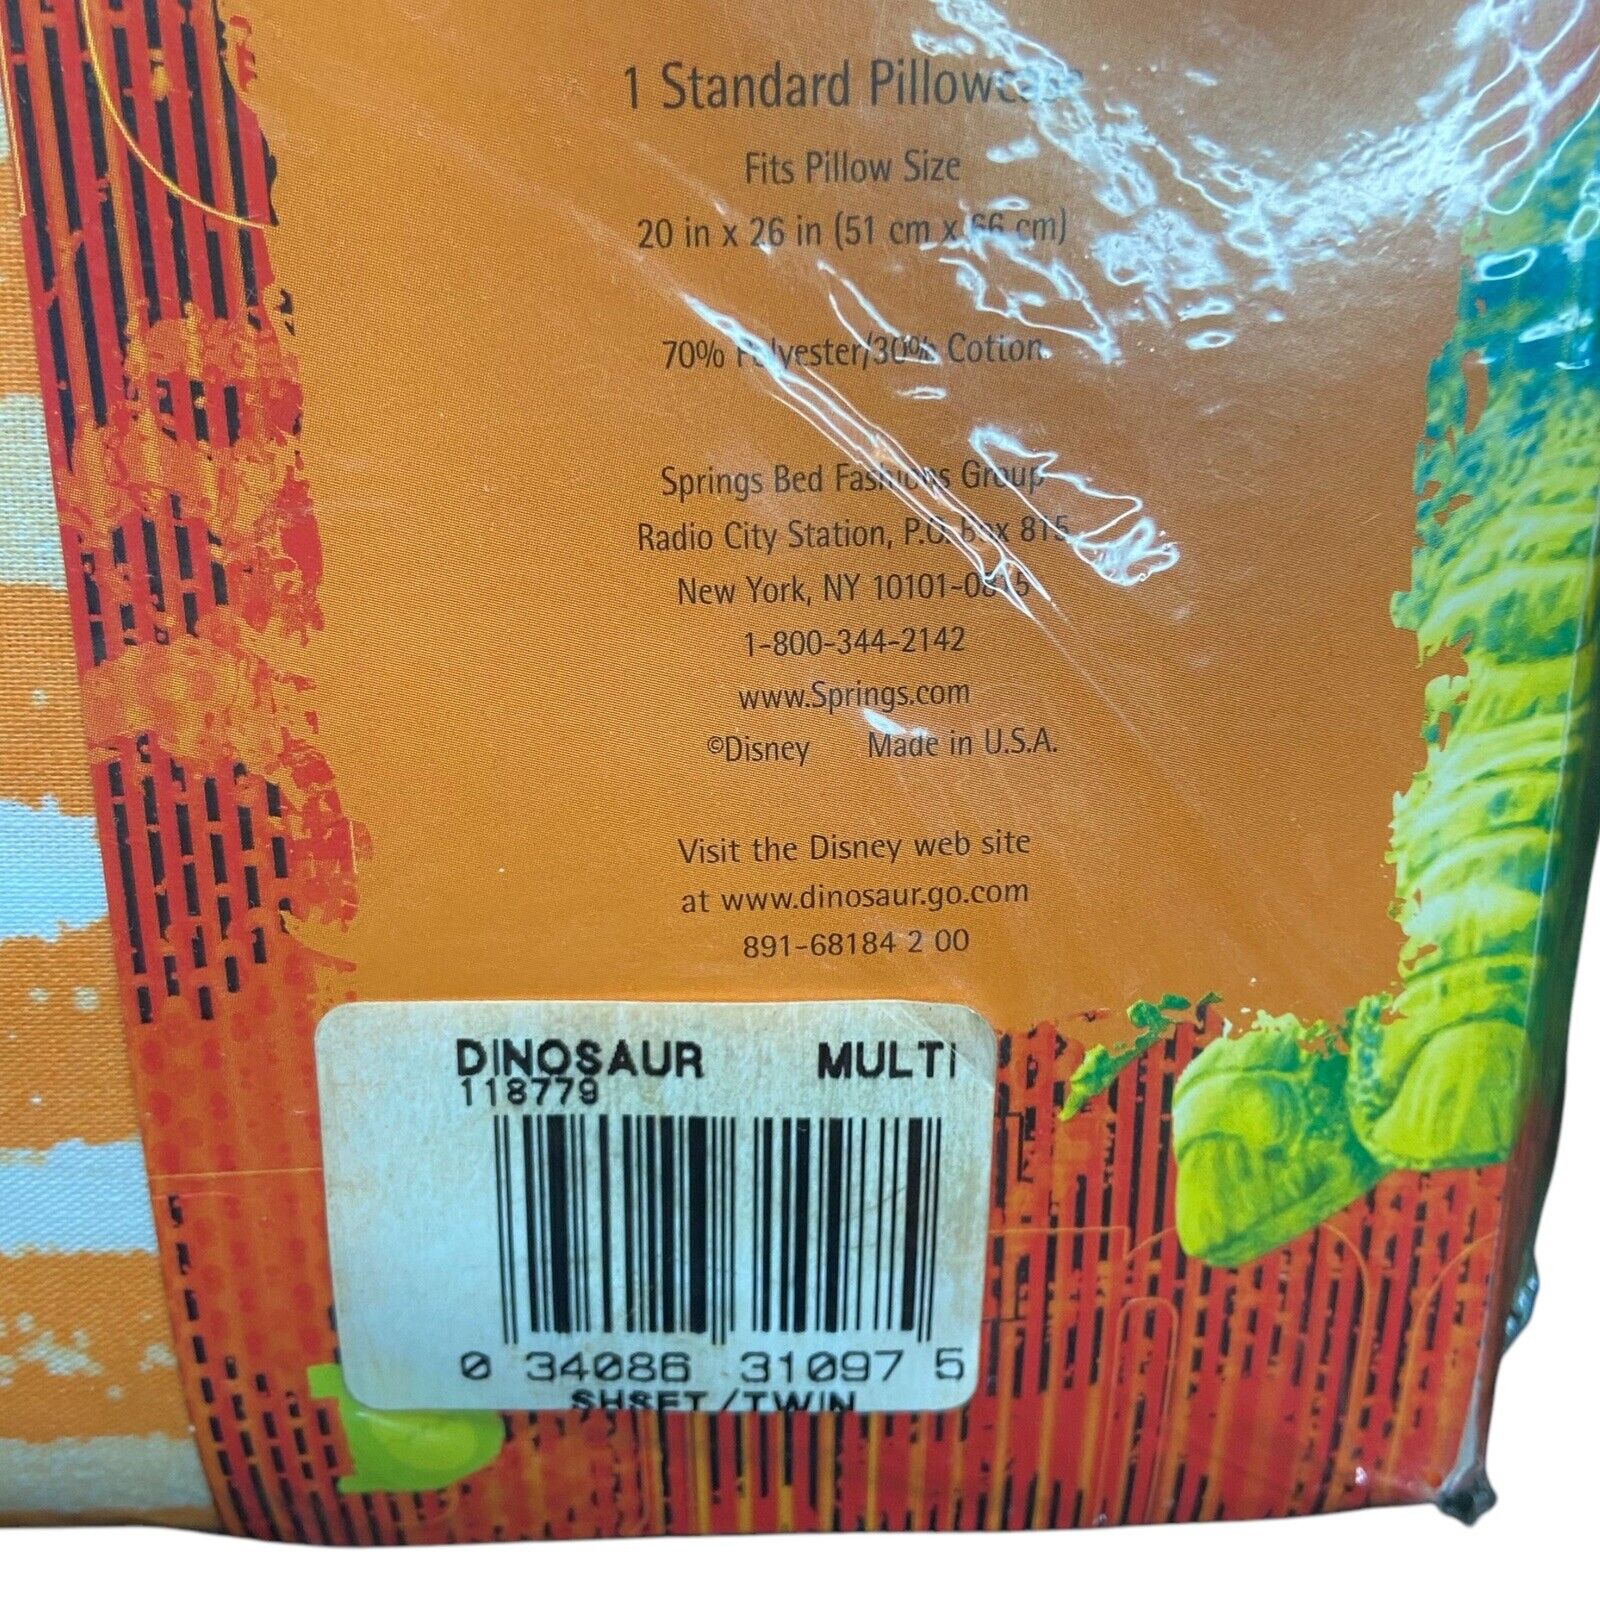 1 Standard Pillowcase
Fits Pillow Size
20 in x 26 in (51 cm x 66 cm)
70% Polyester/30% Cotton
Springs Bed Fashions Group
Radio City Station, P.O. Box 815
New York, NY 10101-0815
1-800-344-2142
www.Springs.com
©Disney Made in U.S.A.
Visit the Disney web site
at www.dinosaur.go.com
891-68184 2 00
DINOSAUR MULTI
118779
0 34086 31097 5
SHSET/TWIN